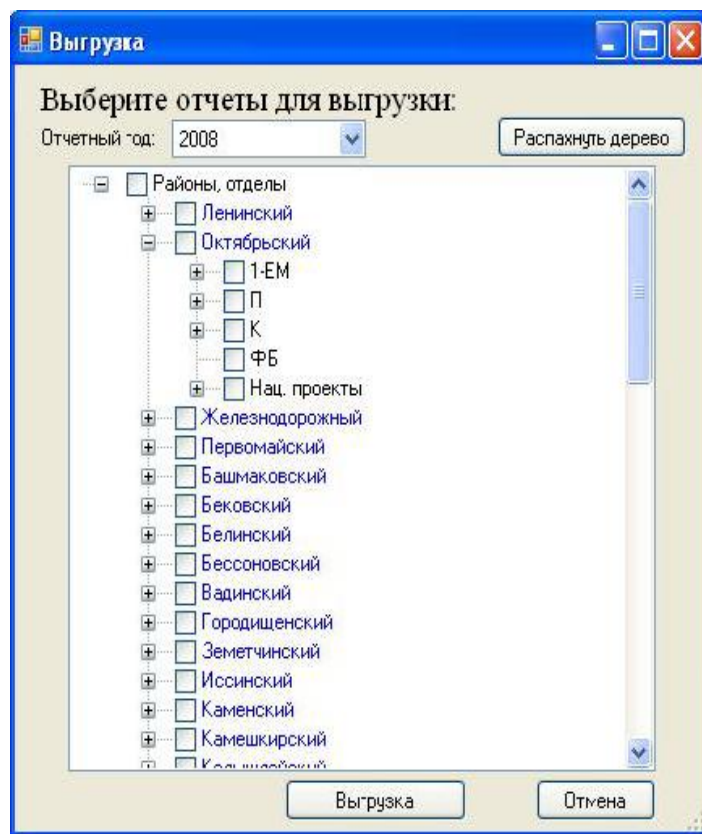 Выгрузка
Выберите отчеты для выгрузки:
Отчетный год: 2008 Распахнуть дерево
Районы, отделы
Ленинский
Октябрьский
1-ЕМ
П
К
ФБ
Нац. проекты
Железнодорожный
Первомайский
Башмаковский
Бековский
Белинский
Бессоновский
Вадинский
Городищенский
Земетчинский
Иссинский
Каменский
Камешкирский
Выгрузка Отмена